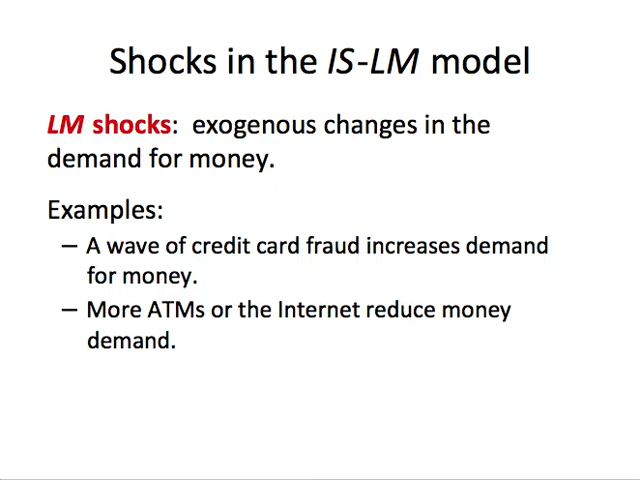 Shocks in the IS-LM model
LM shocks: exogenous changes in the
demand for money.
Examples:
– A wave of credit card fraud increases demand
for money.
– More ATMs or the Internet reduce money
demand.